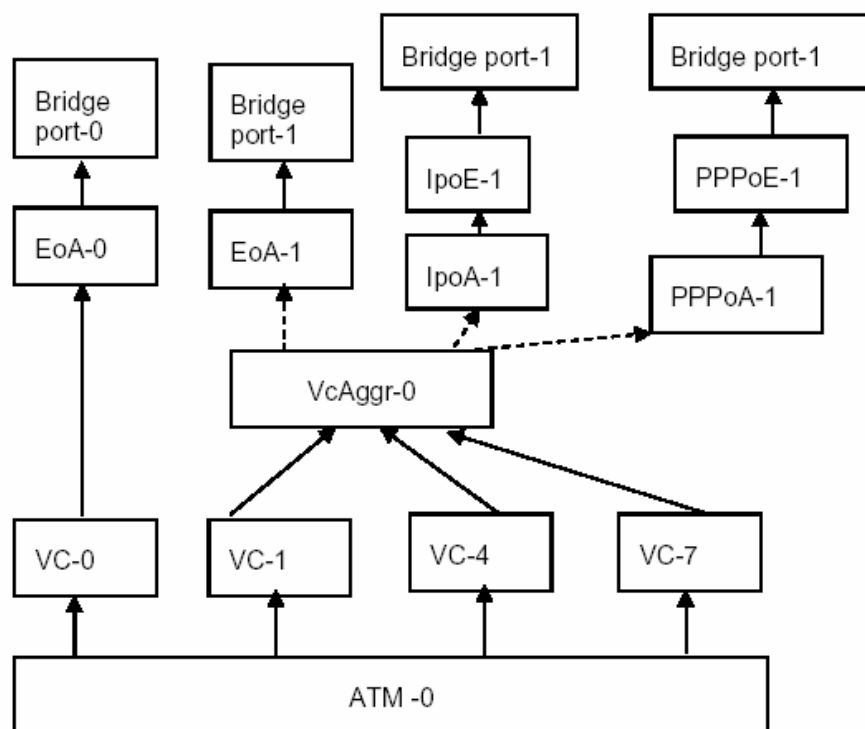 Bridge port-1
Bridge port-1
Bridge
port-0
Bridge
port-1
IpoE-1
PPPoE-1
EoA-0
EoA-1
IpoA-1
PPPoA-1
VcAggr-0
VC-0
VC-1
VC-4
VC-7
ATM -0